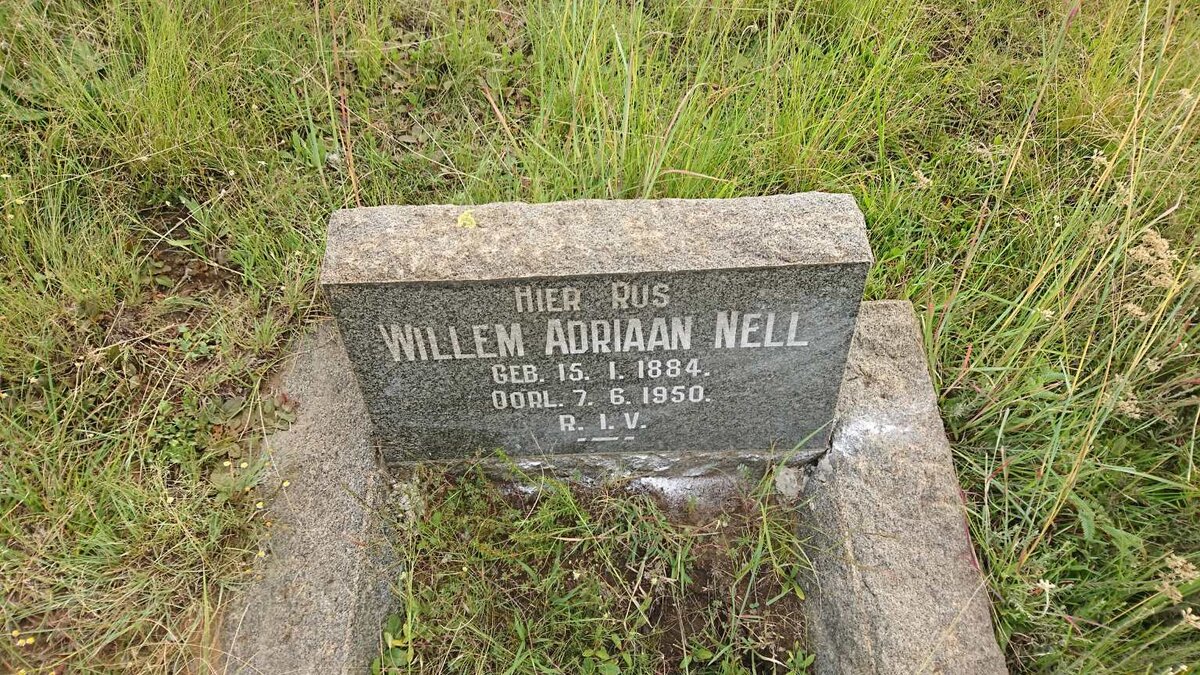 HIER RUS
WILLEM ADRIAAN NELL
GEB. 15. 1. 1884.
OORL. 7. 6. 1950.
R. I. V.